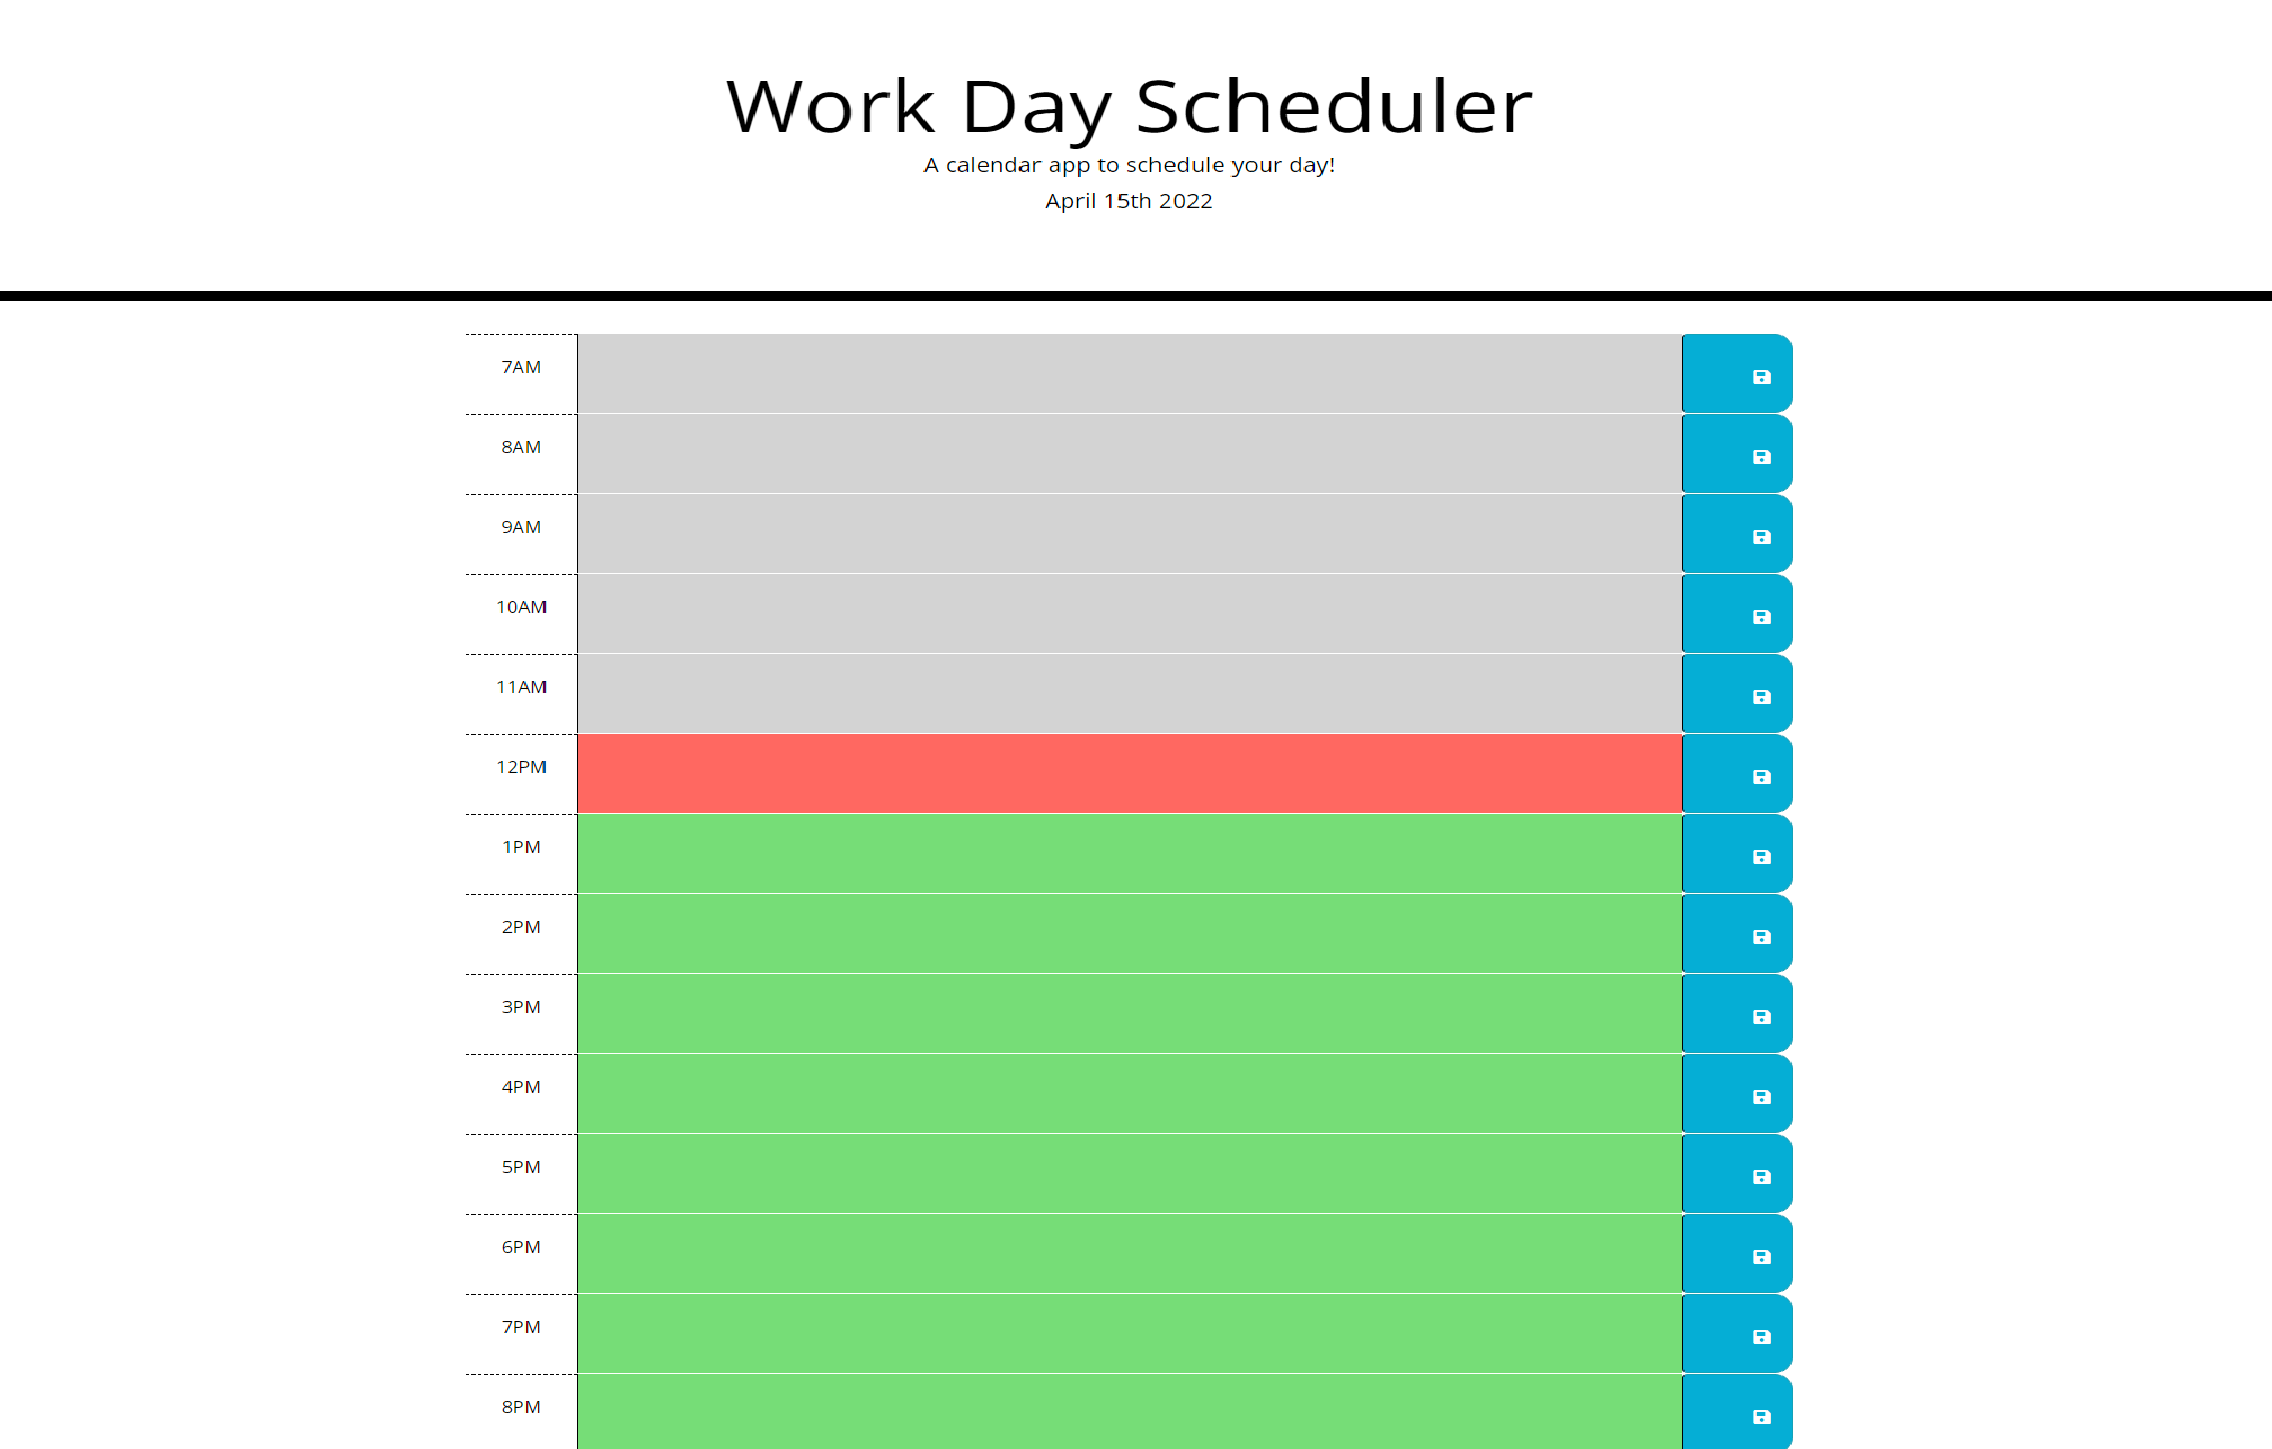 Work Day Scheduler
A calendar app to schedule your day!
April 15th 2022
7AM
8AM
9AM
10AM
11AM
12PM
1PM
2PM
3PM
4PM
5PM
6PM
7PM
8PM